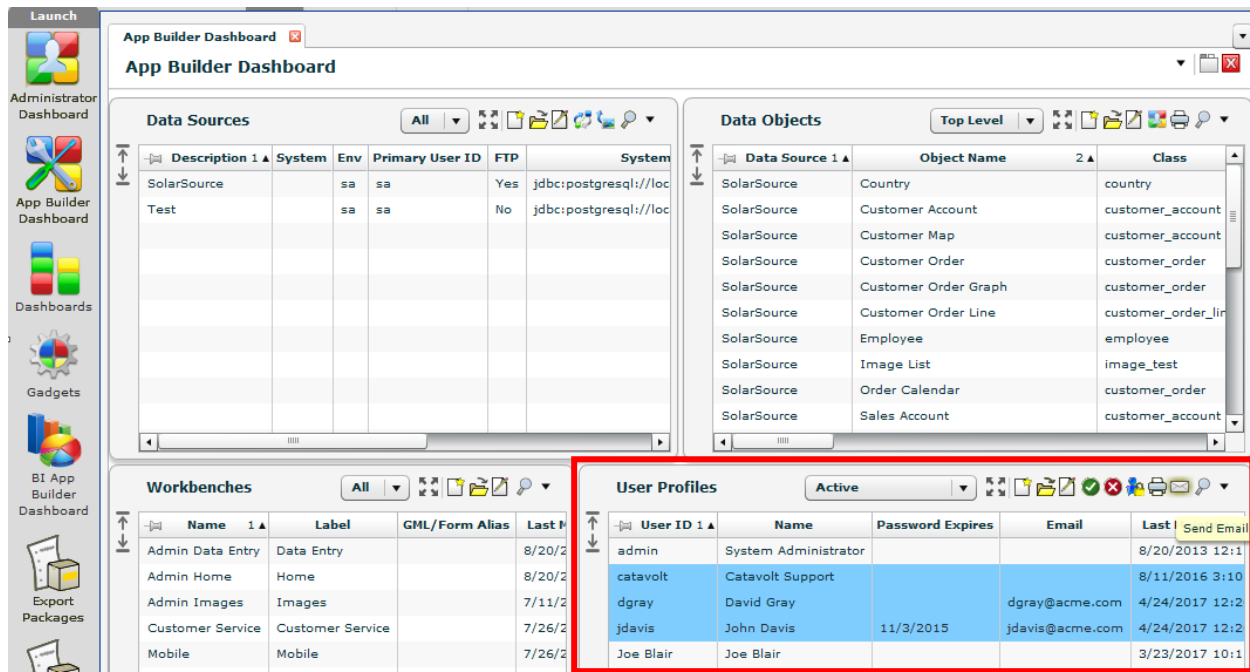 Launch
Administrator
Dashboard
App Builder
Dashboard
Dashboards
Gadgets
BI App
Builder
Dashboard
Export
Packages
App Builder Dashboard
App Builder Dashboard
Data Sources All
Description 1 System Env Primary User ID FTP System
SolarSource sa sa Yes jdbc:postgresql://loc
Test sa sa No jdbc:postgresql://loc
Data Objects Top Level
Data Source 1 Object Name 2 Class
SolarSource Country country
SolarSource Customer Account customer_account
SolarSource Customer Map customer_account
SolarSource Customer Order customer_order
SolarSource Customer Order Graph customer_order
SolarSource Customer Order Line customer_order_lin
SolarSource Employee employee
SolarSource Image List image_test
SolarSource Order Calendar customer_order
SolarSource Sales Account customer_account
Workbenches All
Name 1 Label GML/Form Alias Last M
Admin Data Entry Data Entry 8/20/2
Admin Home Home 8/20/2
Admin Images Images 7/11/2
Customer Service Customer Service 7/26/2
Mobile Mobile 7/26/2
User Profiles Active
User ID 1 Name Password Expires Email Last
Send Email
admin System Administrator 8/20/2013 12:1
catavolt Catavolt Support 8/11/2016 3:10
dgray David Gray dgray@acme.com 4/24/2017 12:2
jdavis John Davis 11/3/2015 jdavis@acme.com 4/24/2017 12:2
Joe Blair Joe Blair 3/23/2017 10:1